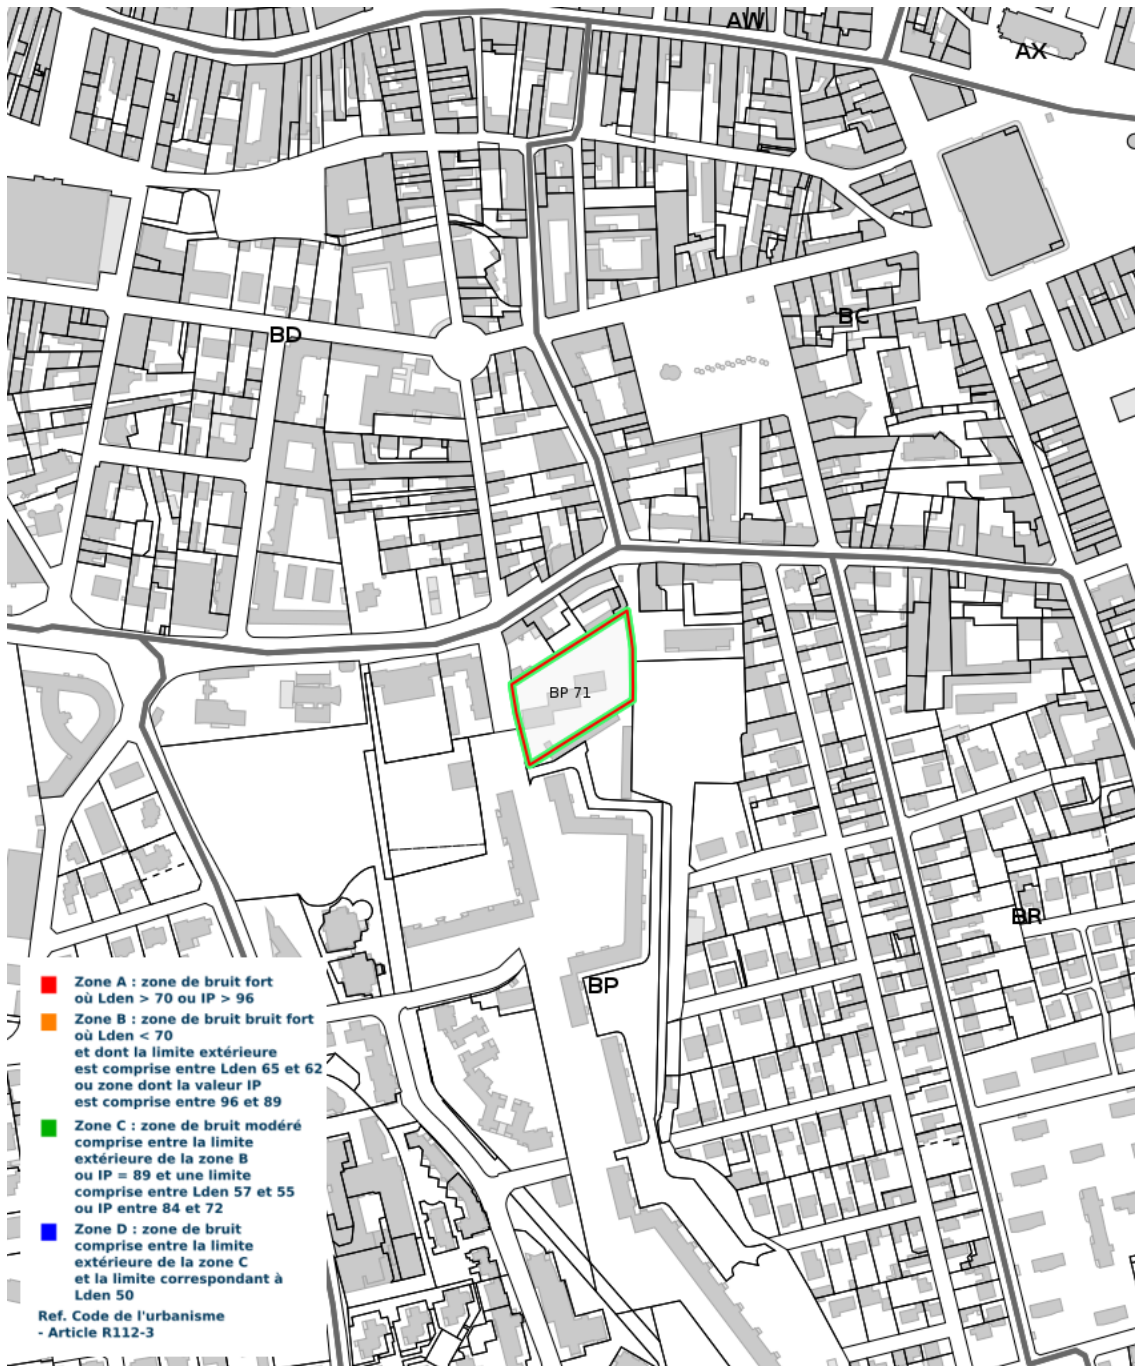 AW
AX
BD
BC
BP 71
BR
BP
Zone A : zone de bruit fort
où Lden > 70 ou IP > 96
Zone B : zone de bruit bruit fort
où Lden < 70
et dont la limite extérieure
est comprise entre Lden 65 et 62
ou zone dont la valeur IP
est comprise entre 96 et 89
Zone C : zone de bruit modéré
comprise entre la limite
extérieure de la zone B
ou IP = 89 et une limite
comprise entre Lden 57 et 55
ou IP entre 84 et 72
Zone D : zone de bruit
comprise entre la limite
extérieure de la zone C
et la limite correspondant à
Lden 50
Ref. Code de l'urbanisme
- Article R112-3